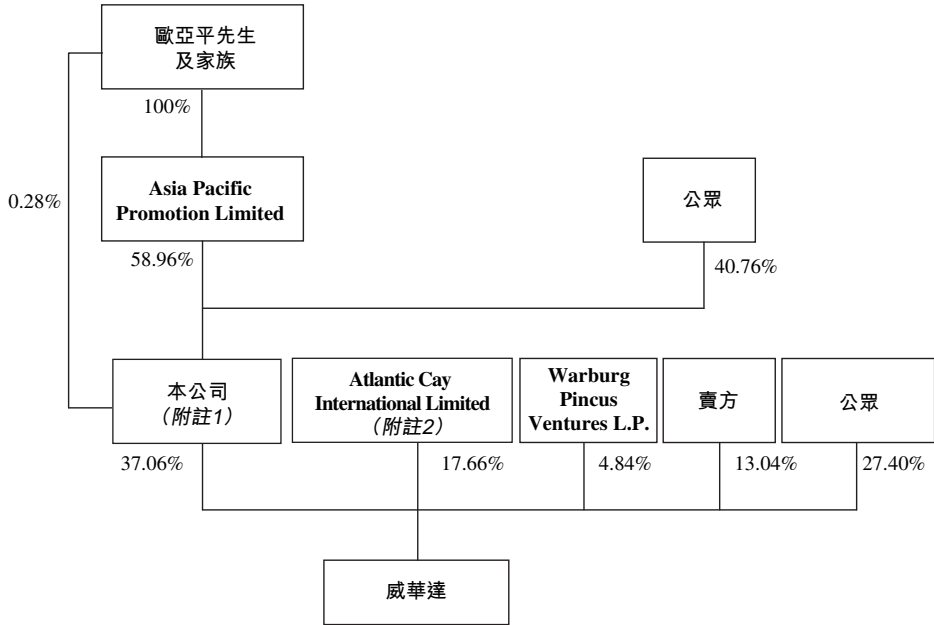 歐亞平先生
及家族
100%
0.28%
Asia Pacific
Promotion Limited
公眾
58.96%
40.76%
本公司
（附註1）
Atlantic Cay
International Limited
（附註2）
Warburg
Pincus
Ventures L.P.
賣方
公眾
37.06%
17.66%
4.84%
13.04%
27.40%
威華達